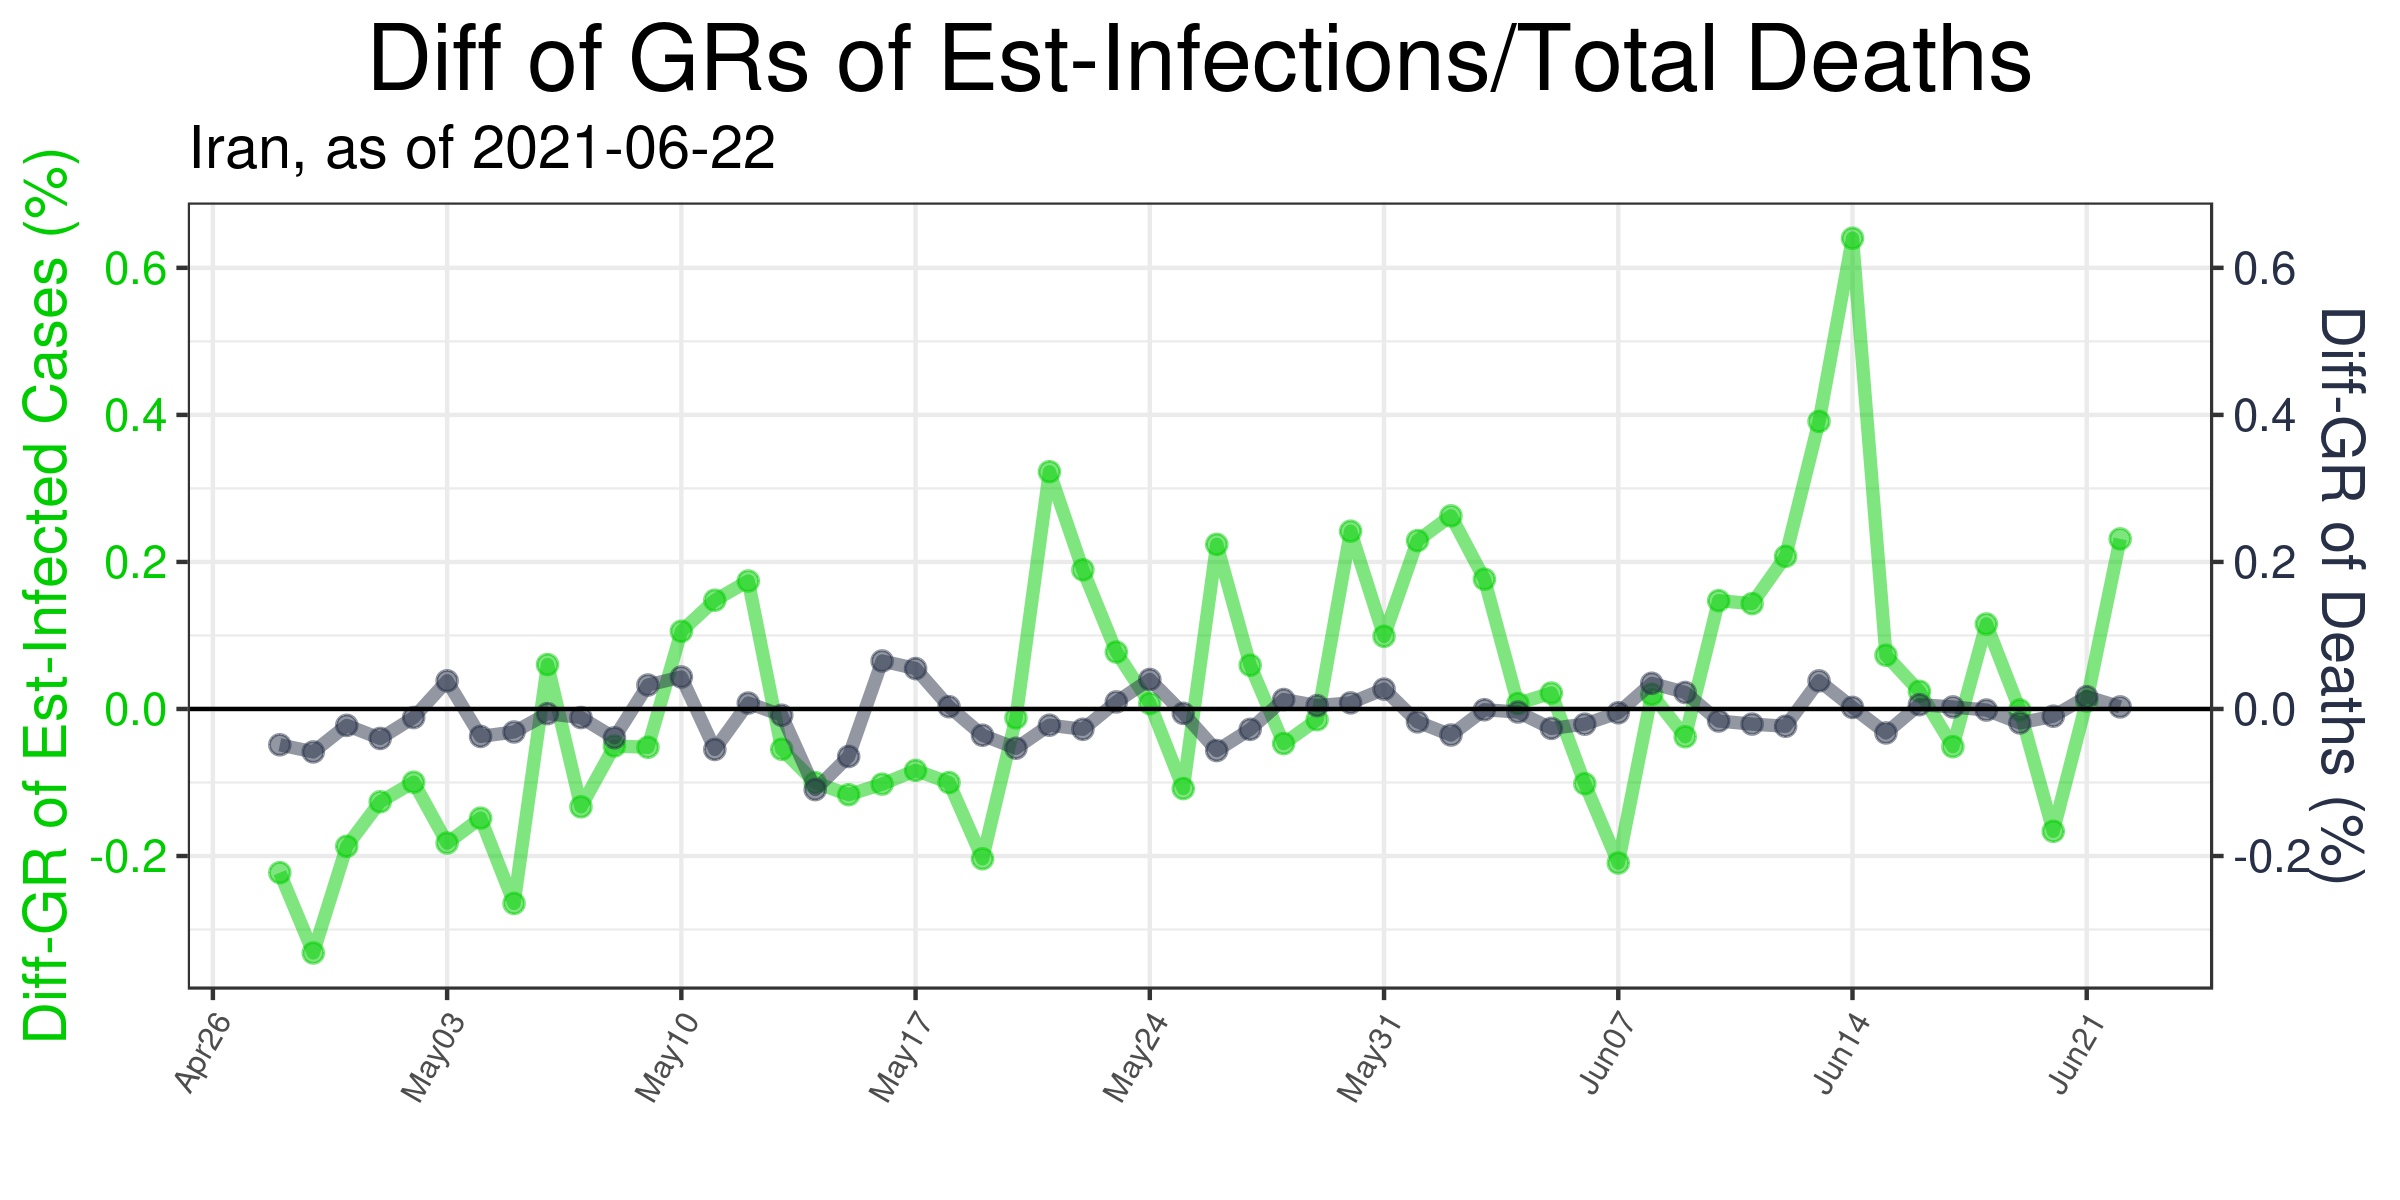 Diff of GRs of Est-Infections/Total Deaths
Iran, as of 2021-06-22
Diff-GR of Est-Infected Cases (%)
0.6
0.4
0.2
0.0
-0.2
0.6
0.4
0.2
0.0
-0.2
Diff-GR of Deaths (%)
Apr26
May03
May10
May17
May24
May31
Jun07
Jun14
Jun21